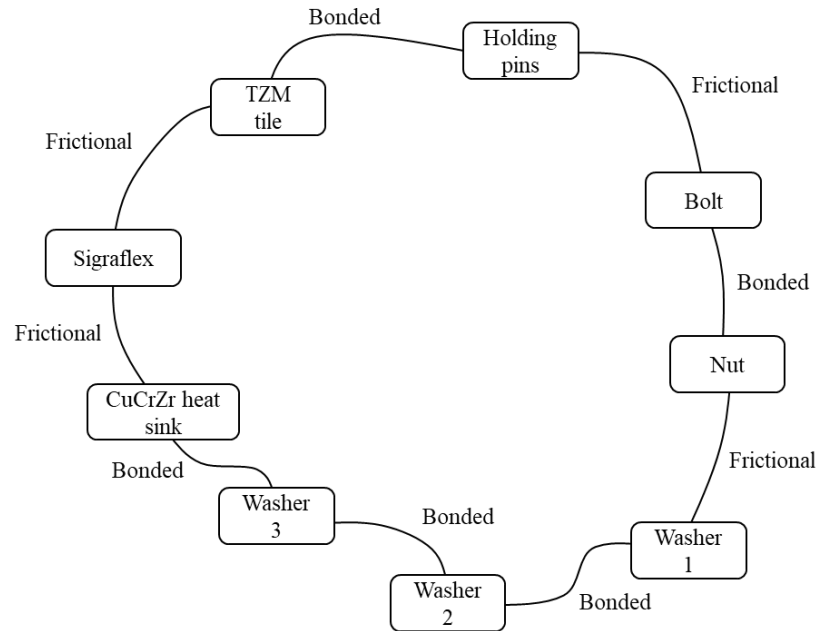 Bonded
Holding
pins
TZM
tile
Frictional
Frictional
Bolt
Sigraflex
Bonded
Frictional
Nut
CuCrZr heat
sink
Bonded
Frictional
Washer
3
Bonded
Washer
1
Washer
2
Bonded